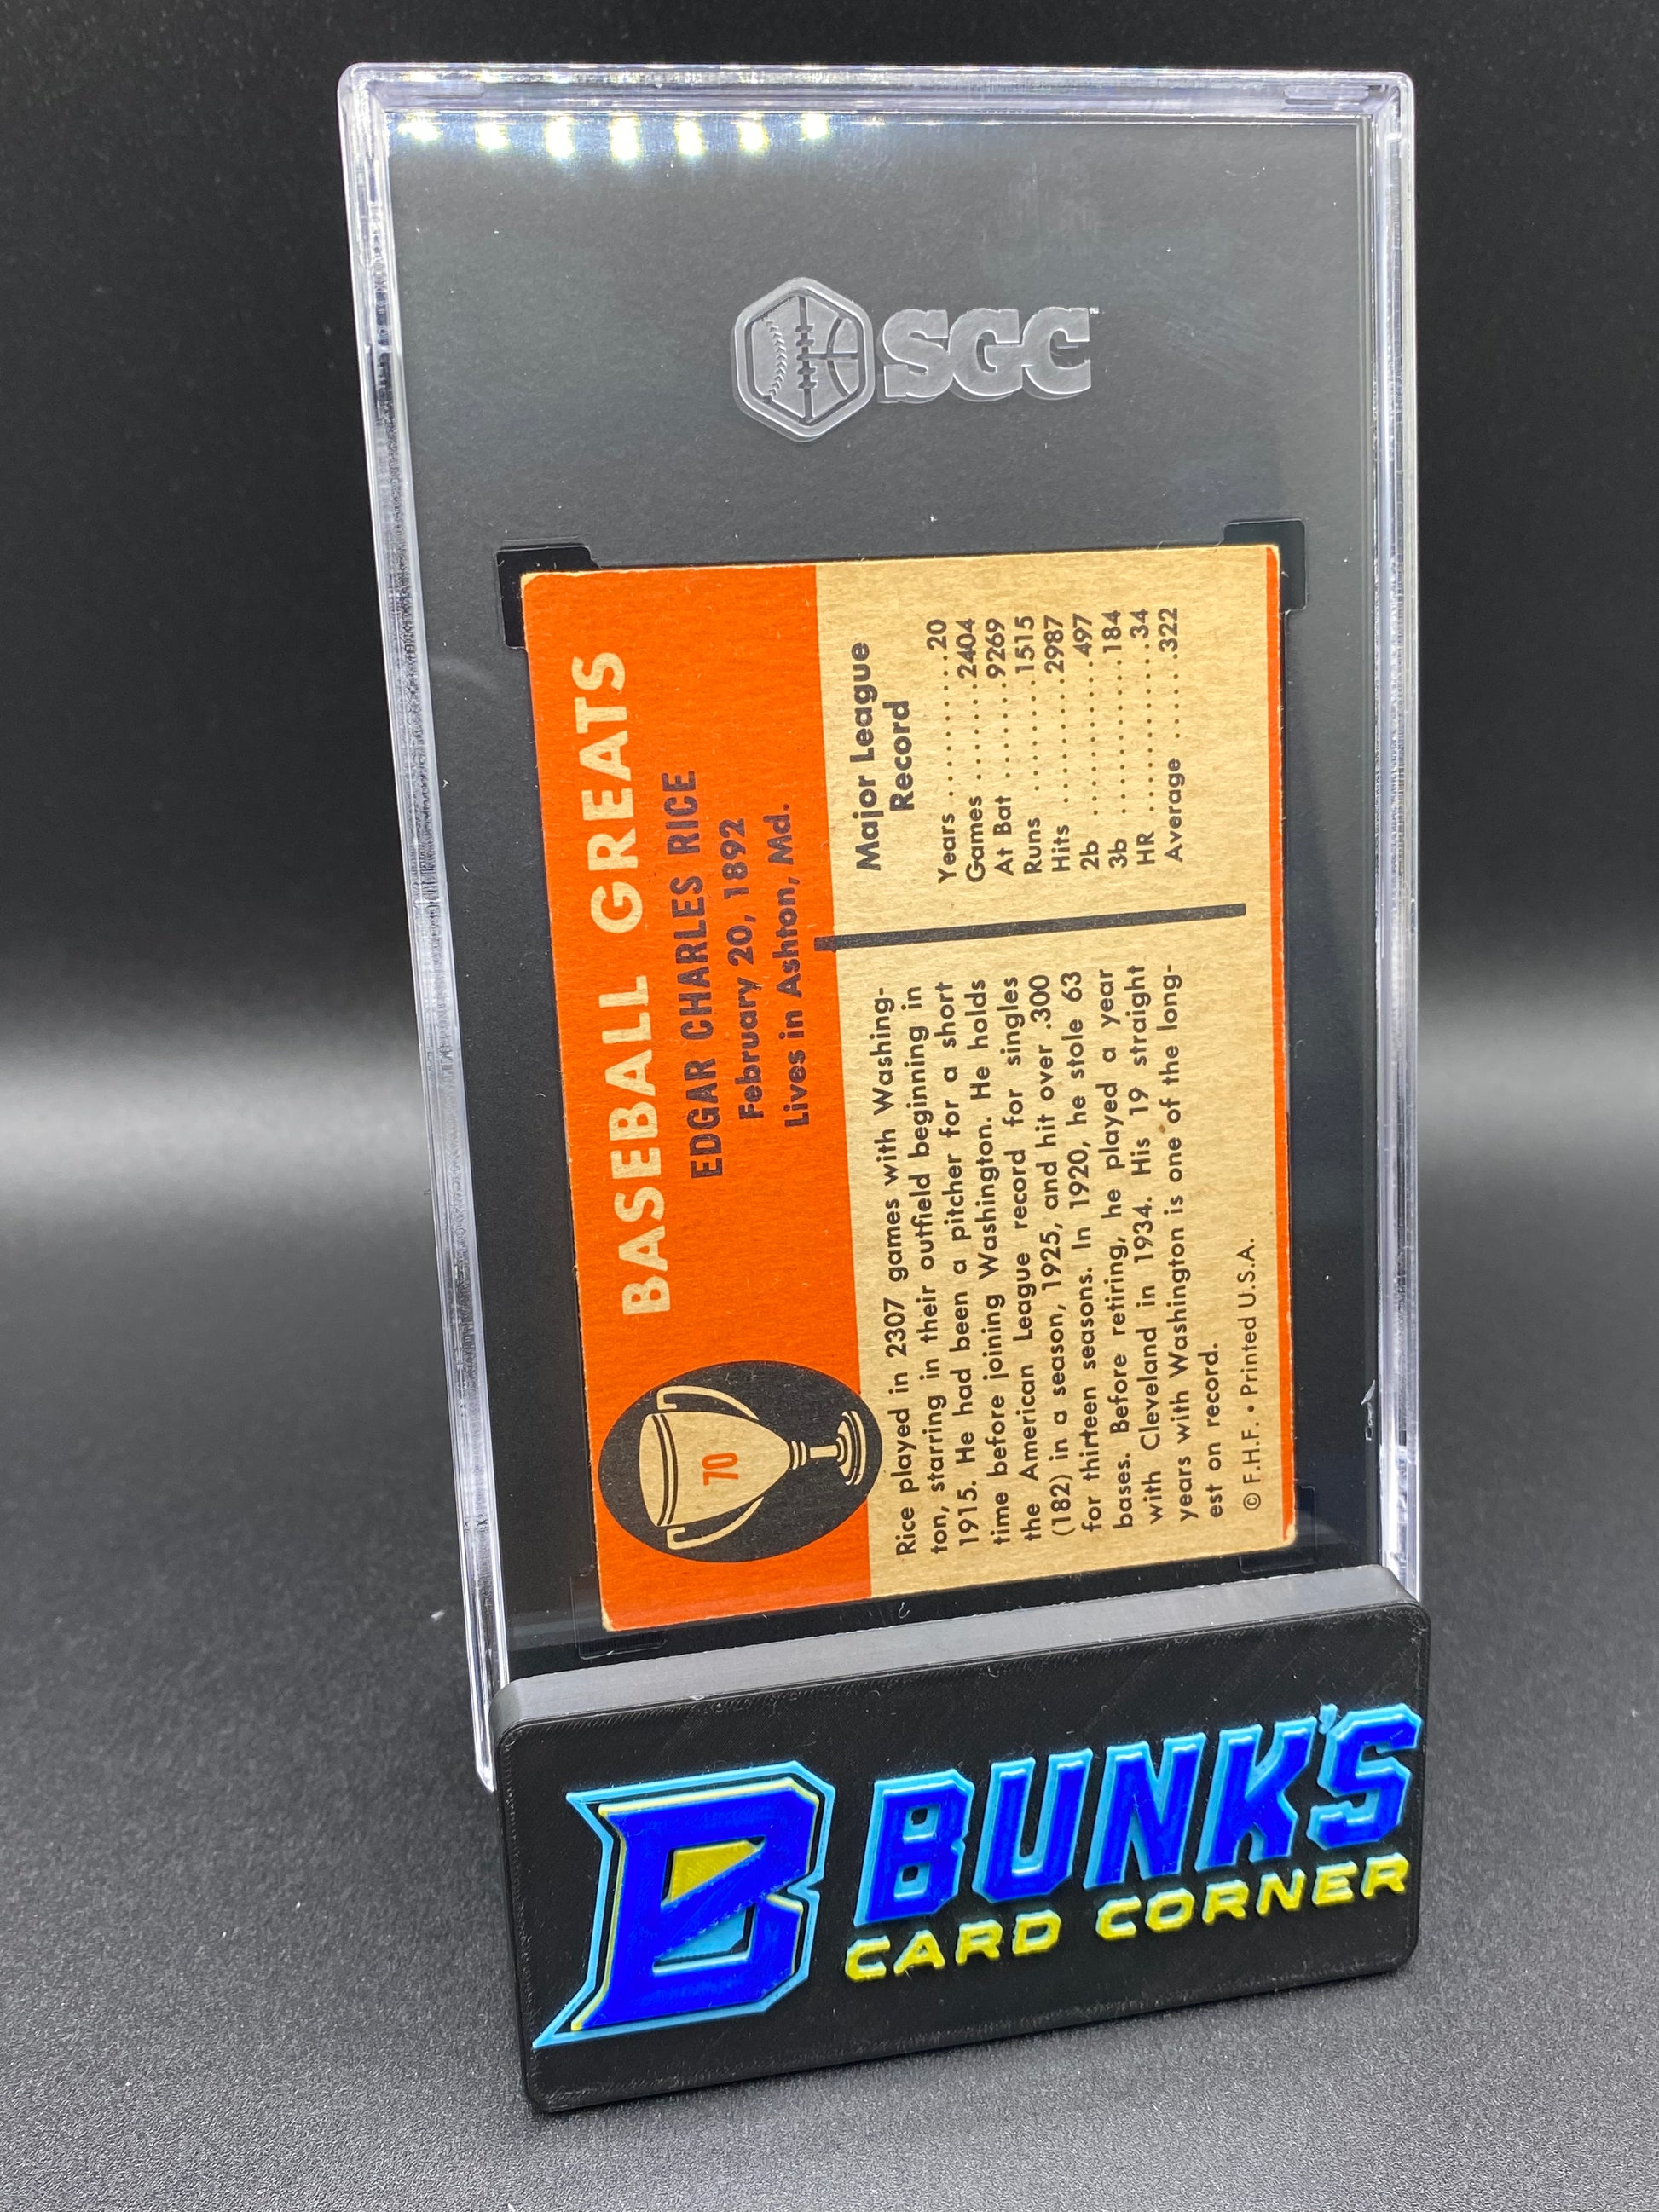 SGC
BASEBALL GREATS
EDGAR CHARLES RICE
February 20, 1892
Lives in Ashton, Md.
70
Rice played in 2307 games with Washing-
ton, starring in their outfield beginning in
1915. He had been a pitcher for a short
time before joining Washington. He holds
the American League record for singles
(182) in a season, 1925, and hit over .300
for thirteen seasons. In 1920, he stole 63
bases. Before retiring, he played a year
with Cleveland in 1934. His 19 straight
years with Washington is one of the long-
est on record.
© F.H.F. • Printed U.S.A.
Major League
Record
Years . . . . . . . . . . 20
Games . . . . . . . . 2404
At Bat . . . . . . . 9269
Runs . . . . . . . . . 1515
Hits . . . . . . . . . 2987
2b . . . . . . . . . . . 497
3b . . . . . . . . . . . 184
HR . . . . . . . . . . . 34
Average . . . . . . .322
B
BUNK'S
CARD CORNER